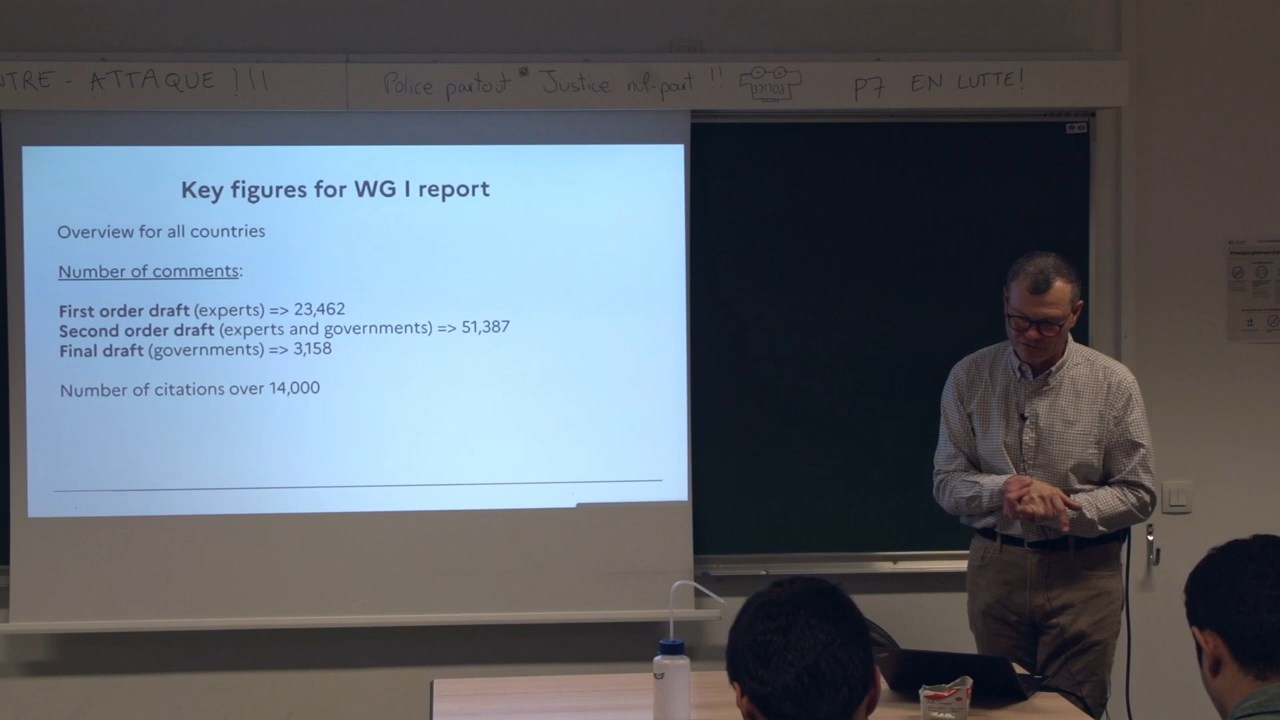 NTRE - ATTAQUE !!!
Police partout Justice nul-part !!
P7 EN LUTTE!
Key figures for WG I report
Overview for all countries
Number of comments:
First order draft (experts) => 23,462
Second order draft (experts and governments) => 51,387
Final draft (governments) => 3,158
Number of citations over 14,000